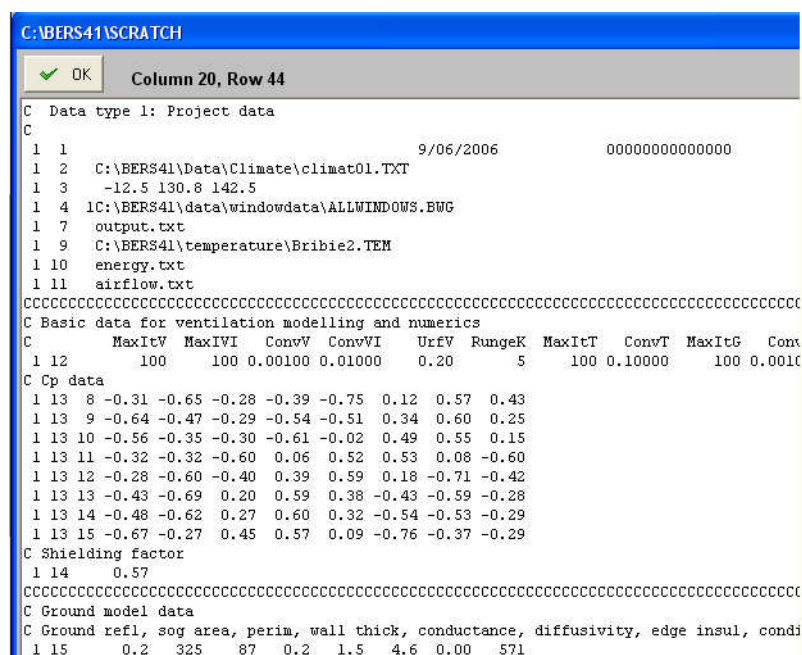 C:\BERS41\SCRATCH
OK Column 20, Row 44
C  Data type 1: Project data
C
1  1                                        9/06/2006            00000000000000
1  2   C:\BERS41\Data\Climate\climat01.TXT
1  3    -12.5 130.8 142.5
1  4  1C:\BERS41\data\windowdata\ALLWINDOWS.BWG
1  7   output.txt
1  9   C:\BERS41\temperature\Bribie2.TEM
1 10   energy.txt
1 11   airflow.txt
CCCCCCCCCCCCCCCCCCCCCCCCCCCCCCCCCCCCCCCCCCCCCCCCCCCCCCCCCCCCCCCCCCCCCCCCCCCCCCCCCCCCC
C Basic data for ventilation modelling and numerics
C        MaxItV  MaxIVI   ConvV  ConvVI    UrfV  RungeK  MaxItT   ConvT  MaxItG   Conv
1 12        100     100 0.00100 0.01000    0.20       5     100 0.10000     100 0.0010
C Cp data
1 13  8 -0.31 -0.65 -0.28 -0.39 -0.75  0.12  0.57  0.43
1 13  9 -0.64 -0.47 -0.29 -0.54 -0.51  0.34  0.60  0.25
1 13 10 -0.56 -0.35 -0.30 -0.61 -0.02  0.49  0.55  0.15
1 13 11 -0.32 -0.32 -0.60  0.06  0.52  0.53  0.08 -0.60
1 13 12 -0.28 -0.60 -0.40  0.39  0.59  0.18 -0.71 -0.42
1 13 13 -0.43 -0.69  0.20  0.59  0.38 -0.43 -0.59 -0.28
1 13 14 -0.48 -0.62  0.27  0.60  0.32 -0.54 -0.53 -0.29
1 13 15 -0.67 -0.27  0.45  0.57  0.09 -0.76 -0.37 -0.29
C Shielding factor
1 14     0.57
CCCCCCCCCCCCCCCCCCCCCCCCCCCCCCCCCCCCCCCCCCCCCCCCCCCCCCCCCCCCCCCCCCCCCCCCCCCCCCCCCCCCC
C Ground model data
C Ground refl, sog area, perim, wall thick, conductance, diffusivity, edge insul, condi
1 15      0.2   325    87   0.2   1.5   4.6  0.00   571